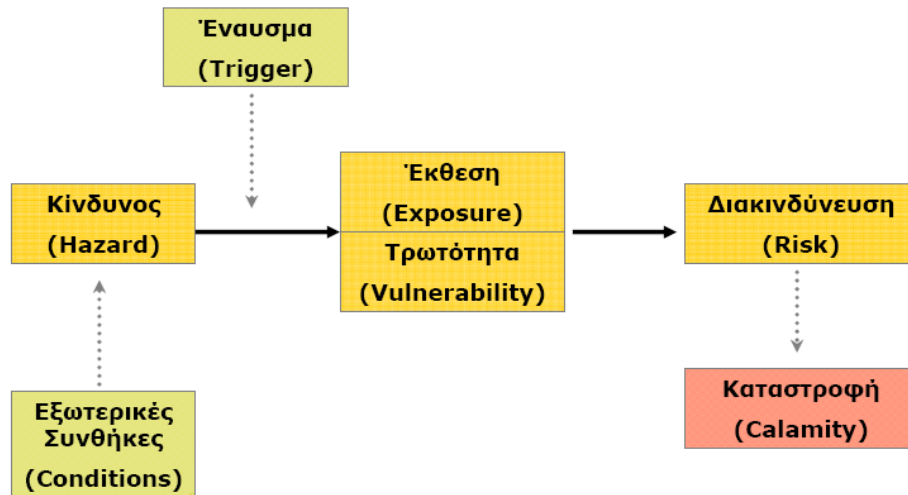 Έναυσμα
(Trigger)
Κίνδυνος
(Hazard)
Έκθεση
(Exposure)
Τρωτότητα
(Vulnerability)
Διακινδύνευση
(Risk)
Εξωτερικές
Συνθήκες
(Conditions)
Καταστροφή
(Calamity)